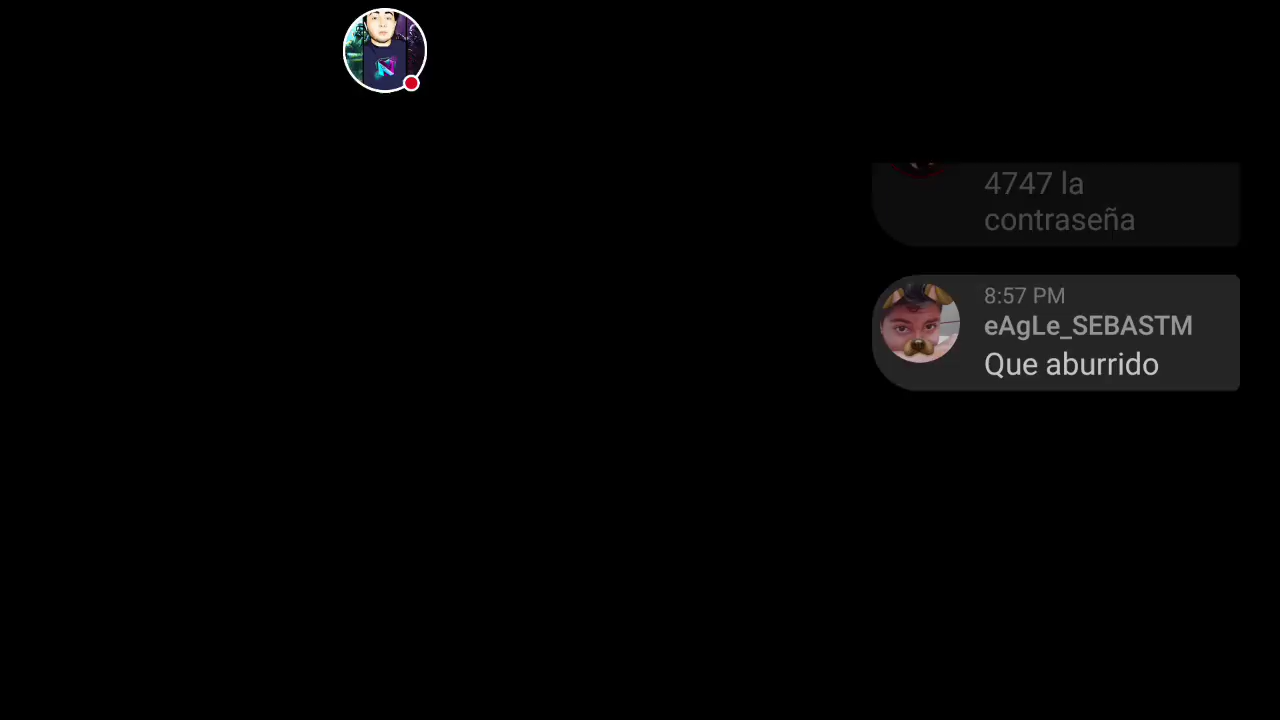 4747 la
contraseña
8:57 PM
eAgLe_SEBASTM
Que aburrido